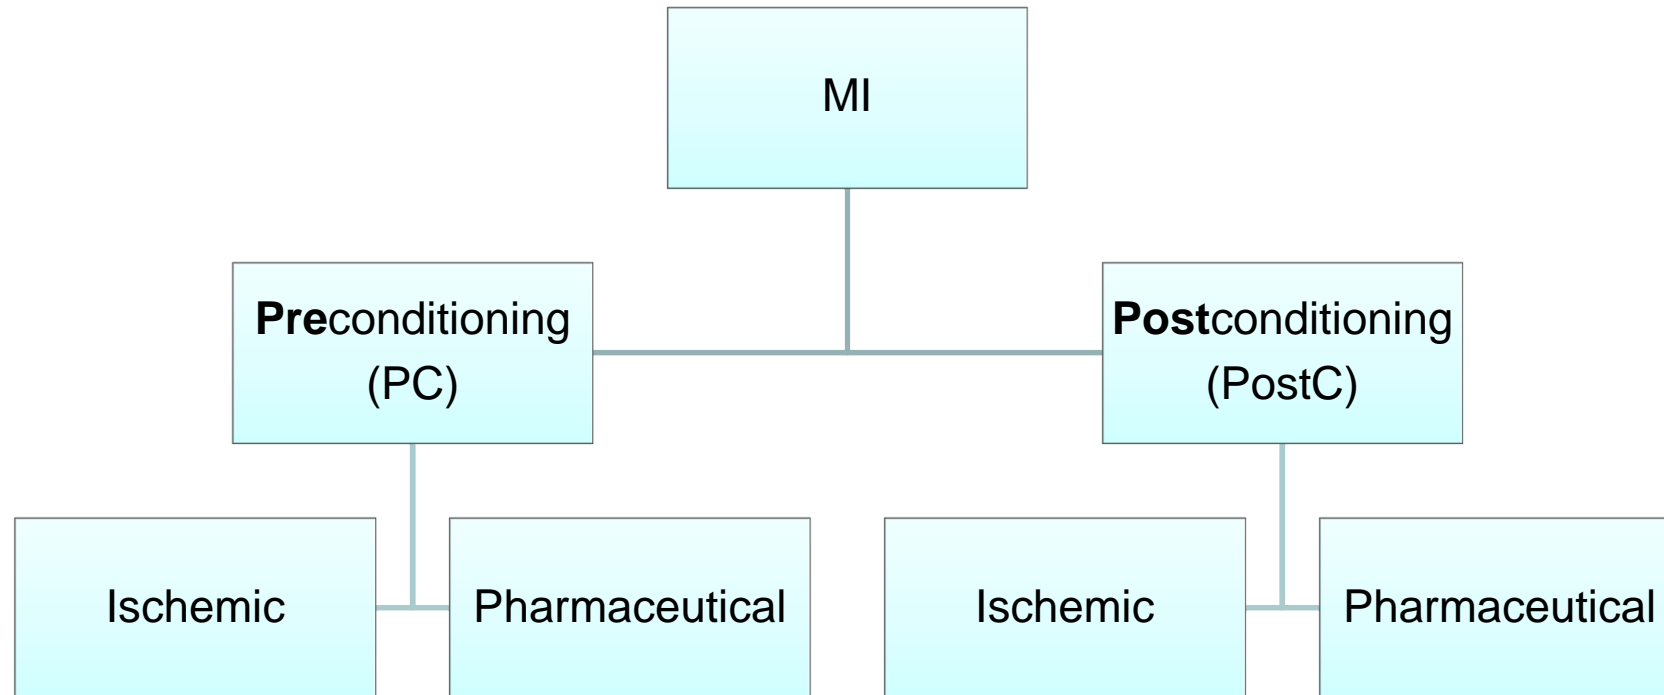 MI
Preconditioning
(PC)
Postconditioning
(PostC)
Ischemic
Pharmaceutical
Ischemic
Pharmaceutical